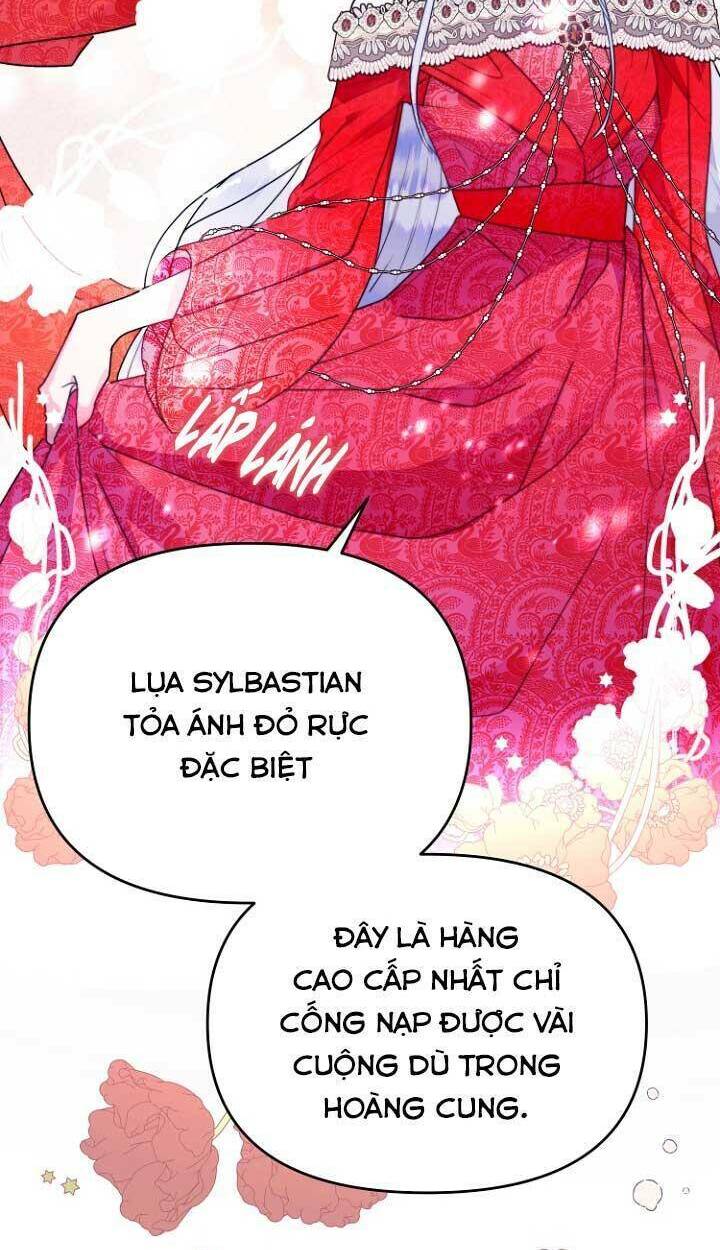 LẤP LÁNH
LỤA SYLBASTIAN
TỎA ÁNH ĐỎ RỰC
ĐẶC BIỆT
ĐÂY LÀ HÀNG
CAO CẤP NHẤT CHỈ
CỐNG NẠP ĐƯỢC VÀI
CUỘNG DÙ TRONG
HOÀNG CUNG.